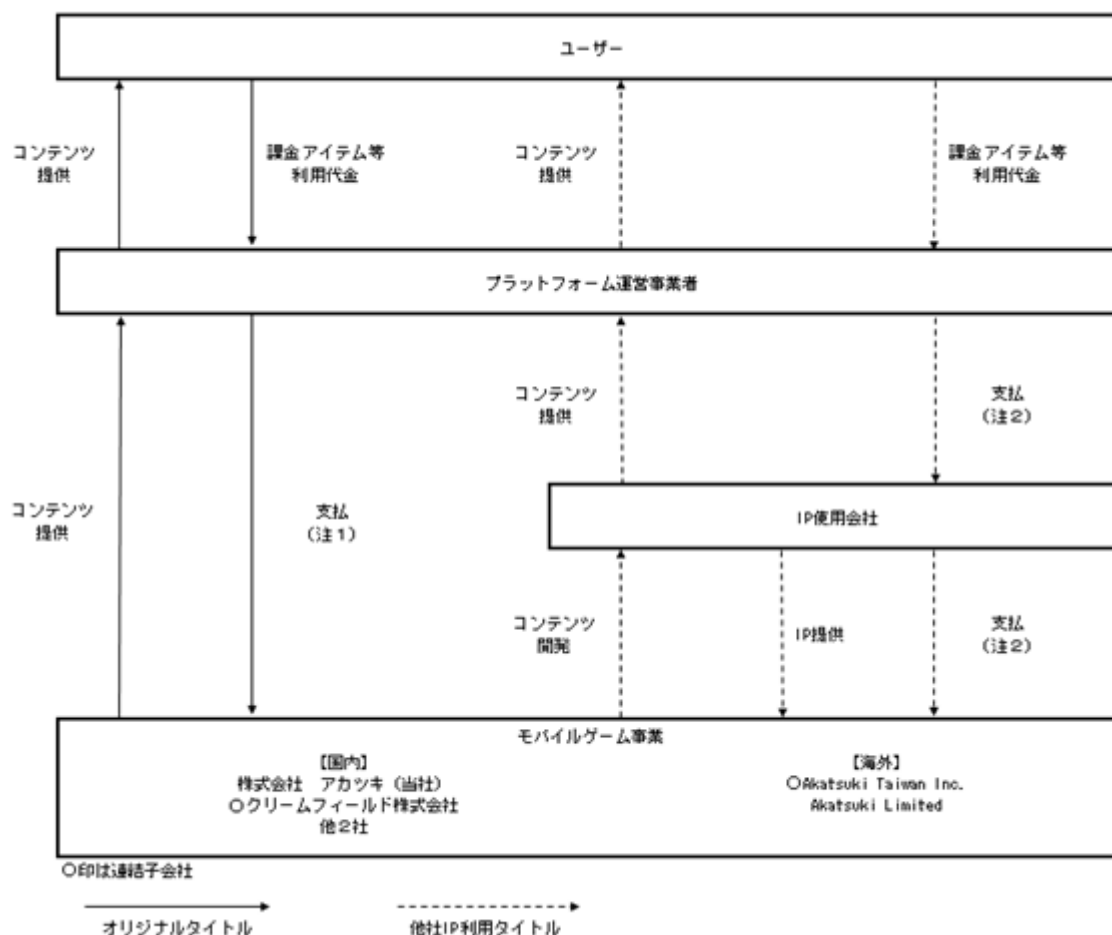 ユーザー
コンテンツ
提供
課金アイテム等
利用代金
コンテンツ
提供
課金アイテム等
利用代金
プラットフォーム運営事業者
コンテンツ
提供
支払
（注１）
コンテンツ
提供
支払
（注２）
IP使用会社
コンテンツ
開発
IP提供
支払
（注２）
モバイルゲーム事業
【国内】
株式会社　アカツキ（当社）
○クリームフィールド株式会社
他２社
【海外】
○Akatsuki Taiwan Inc.
Akatsuki Limited
○印は連結子会社
オリジナルタイトル
他社IP利用タイトル